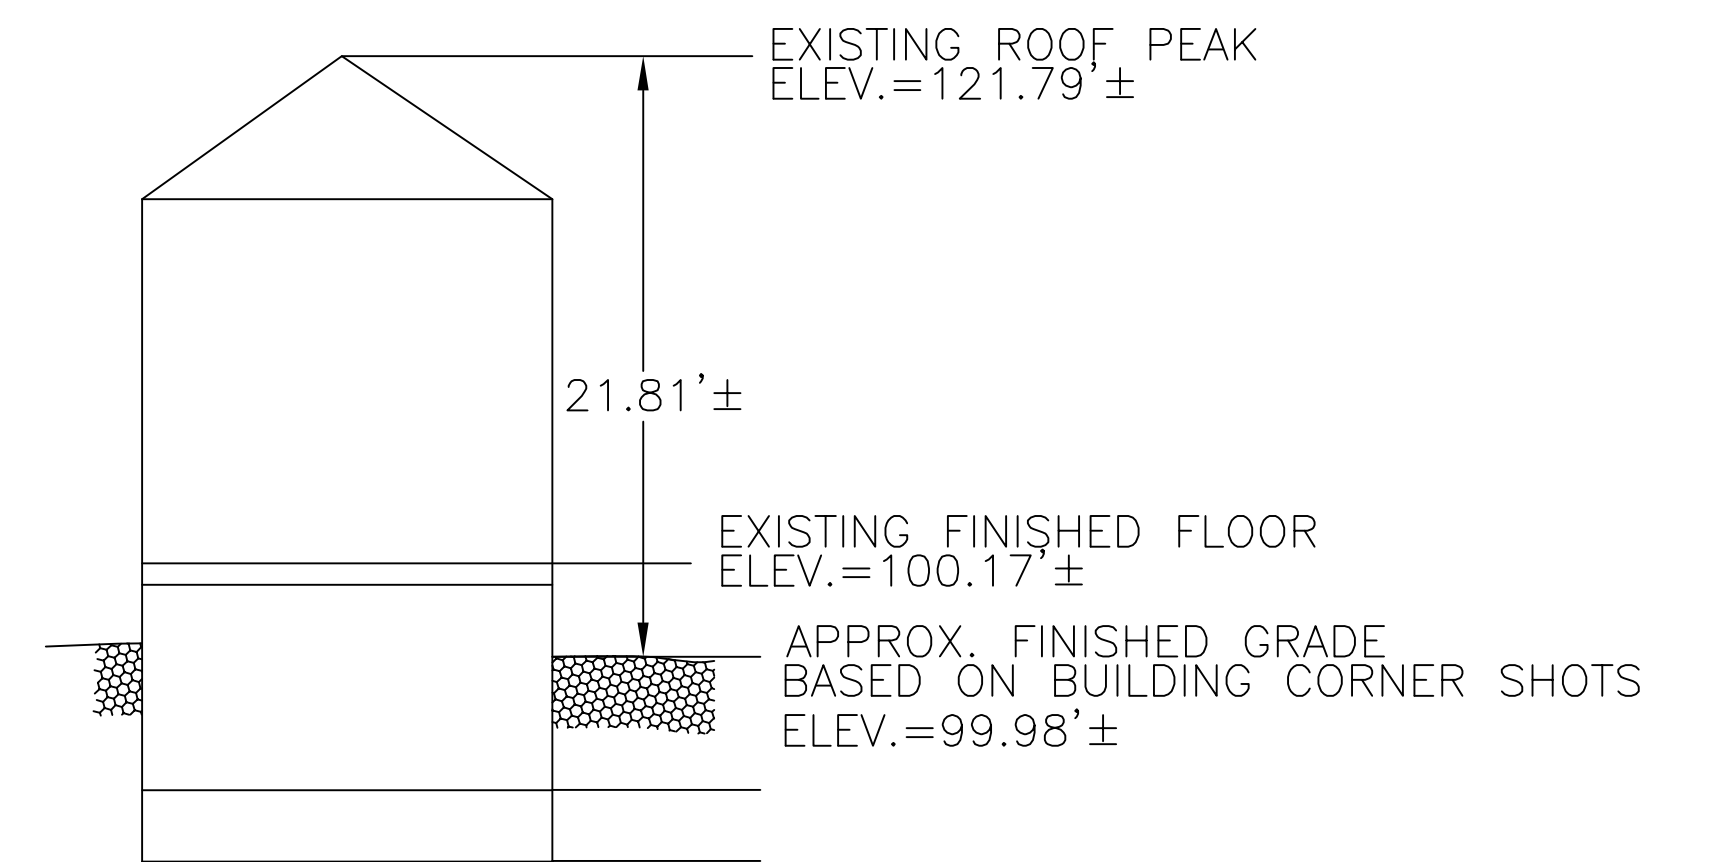 EXISTING ROOF PEAK
ELEV.=121.79'±
21.81'±
EXISTING FINISHED FLOOR
ELEV.=100.17'±
APPROX. FINISHED GRADE
BASED ON BUILDING CORNER SHOTS
ELEV.=99.98'±